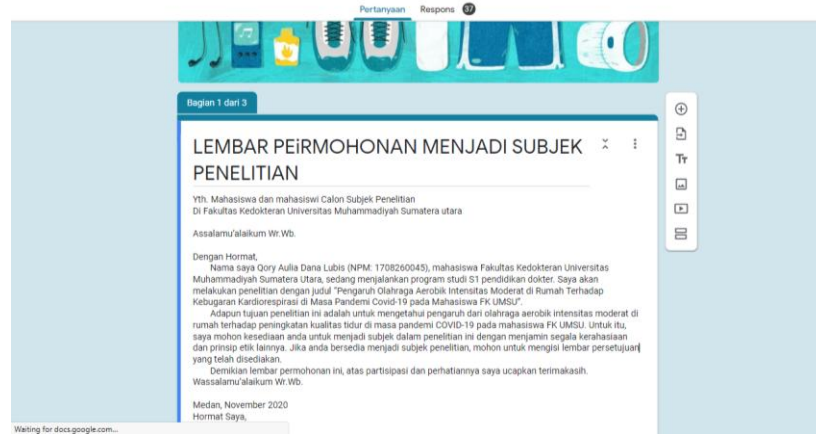 Pertanyaan Respons 37
Bagian 1 dari 3
LEMBAR PEiRMOHONAN MENJADI SUBJEK
PENELITIAN
Yth. Mahasiswa dan mahasiswi Calon Subjek Penelitian
Di Fakultas Kedokteran Universitas Muhammadiyah Sumatera utara
Assalamu'alaikum Wr.Wb.
Dengan Hormat,
Nama saya Qory Aulia Dana Lubis (NPM: 1708260045), mahasiswa Fakultas Kedokteran Universitas
Muhammadiyah Sumatera Utara, sedang menjalankan program studi S1 pendidikan dokter. Saya akan
melakukan penelitian dengan judul "Pengaruh Olahraga Aerobik Intensitas Moderat di Rumah Terhadap
Kebugaran Kardiorespirasi di Masa Pandemi Covid-19 pada Mahasiswa FK UMSU".
Adapun tujuan penelitian ini adalah untuk mengetahui pengaruh dari olahraga aerobik intensitas moderat di
rumah terhadap peningkatan kualitas tidur di masa pandemi COVID-19 pada mahasiswa FK UMSU. Untuk itu,
saya mohon kesediaan anda untuk menjadi subjek dalam penelitian ini dengan menjamin segala kerahasiaan
dan prinsip etik lainnya. Jika anda bersedia menjadi subjek penelitian, mohon untuk mengisi lembar persetujuan
yang telah disediakan.
Demikian lembar permohonan ini, atas partisipasi dan perhatiannya saya ucapkan terimakasih.
Wassalamu'alaikum Wr.Wb.
Medan, November 2020
Hormat Saya,
Tт
Waiting for docs.google.com...